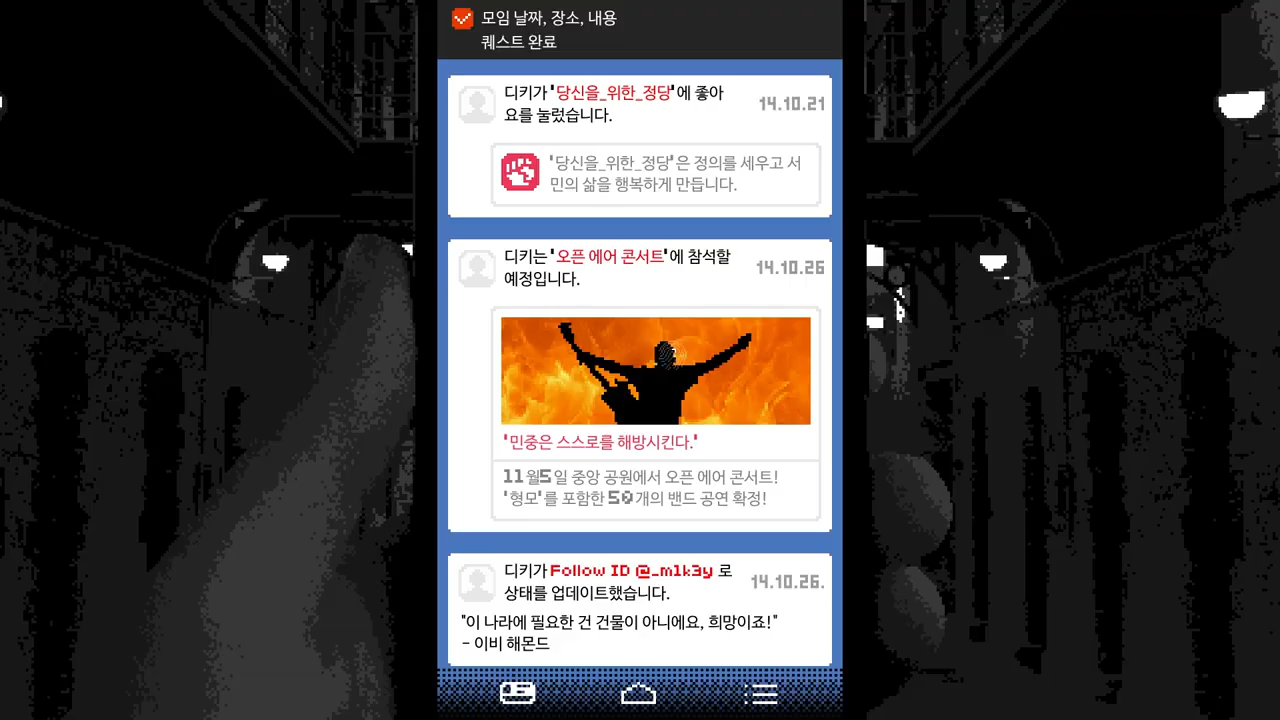 모임 날짜, 장소, 내용
퀘스트 완료
디키가 '당신을_위한_정당'에 좋아
요를 눌렀습니다.
14.10.21
'당신을_위한_정당'은 정의를 세우고 서
민의 삶을 행복하게 만듭니다.
디키는 '오픈 에어 콘서트'에 참석할
예정입니다.
14.10.26
'민중은 스스로를 해방시킨다.'
11월5일 중앙 공원에서 오픈 에어 콘서트!
'형모'를 포함한 50개의 밴드 공연 확정!
디키가 Follow ID @_m1k3y 로
상태를 업데이트했습니다.
14.10.26.
"이 나라에 필요한 건 건물이 아니에요, 희망이죠!"
- 이비 해몬드